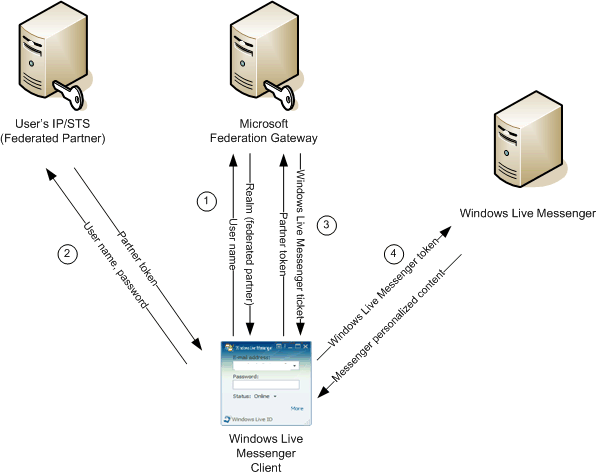 User's IP/STS
(Federated Partner)
Microsoft
Federation Gateway
Windows Live Messenger
1
User name
Realm (federated partner)
2
User name, password
Partner token
3
Partner token
Windows Live Messenger ticket
4
Windows Live Messenger token
Messenger personalized content
Windows Live Messenger
E-mail address:
Password:
Status: Online
More
Windows Live ID
Windows Live
Messenger
Client